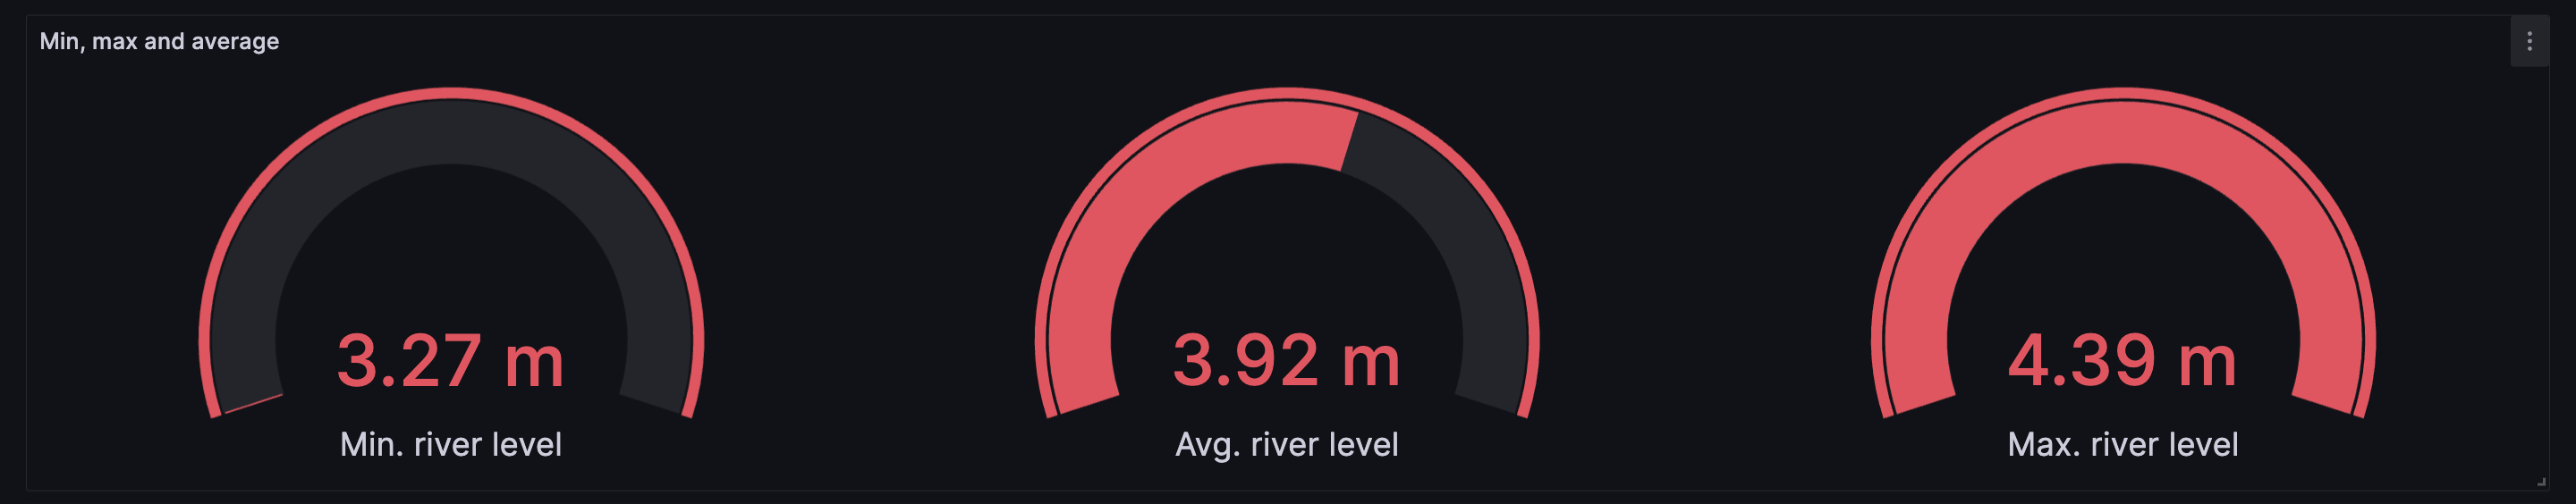 Min, max and average
3.27 m
Min. river level
3.92 m
Avg. river level
4.39 m
Max. river level